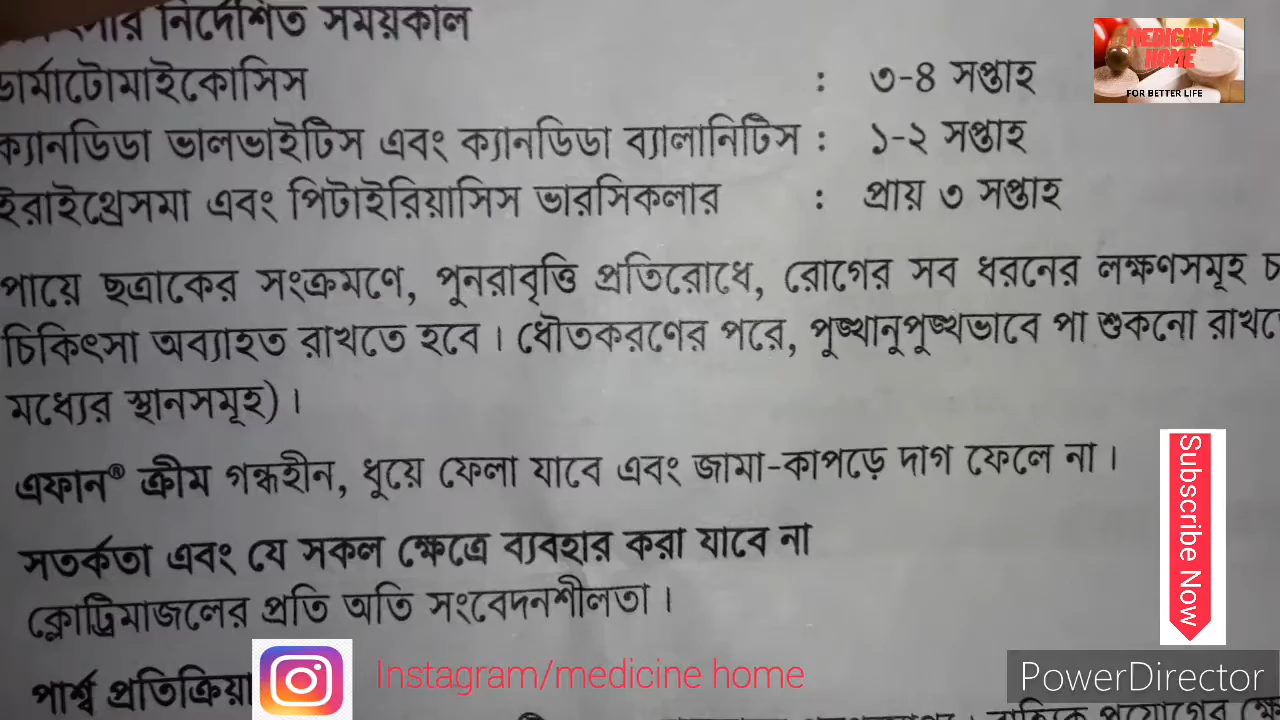 নির্দেশিত সময়কাল
ডার্মাটোমাইকোসিস : ৩-৪ সপ্তাহ
ক্যানডিডা ভালভাইটিস এবং ক্যানডিডা ব্যালানিটিস : ১-২ সপ্তাহ
ইরাইথ্রেসমা এবং পিটাইরিয়াসিস ভারসিকলার : প্রায় ৩ সপ্তাহ
পায়ে ছত্রাকের সংক্রমণে, পুনরাবৃত্তি প্রতিরোধে, রোগের সব ধরনের লক্ষণসমূহ
চিকিৎসা অব্যাহত রাখতে হবে। ধৌতকরণের পরে, পুঙ্খানুপুঙ্খভাবে পা শুকনো
মধ্যের স্থানসমূহ)।
এফান® ক্রীম গন্ধহীন, ধুয়ে ফেলা যাবে এবং জামা-কাপড়ে দাগ ফেলে না।
সতর্কতা এবং যে সকল ক্ষেত্রে ব্যবহার করা যাবে না
ক্লোট্রিমাজলের প্রতি অতি সংবেদনশীলতা।
পার্শ্ব প্রতিক্রিয়া
MEDICINE
HOME
FOR BETTER LIFE
Subscribe Now
Instagram/medicine home
PowerDirector